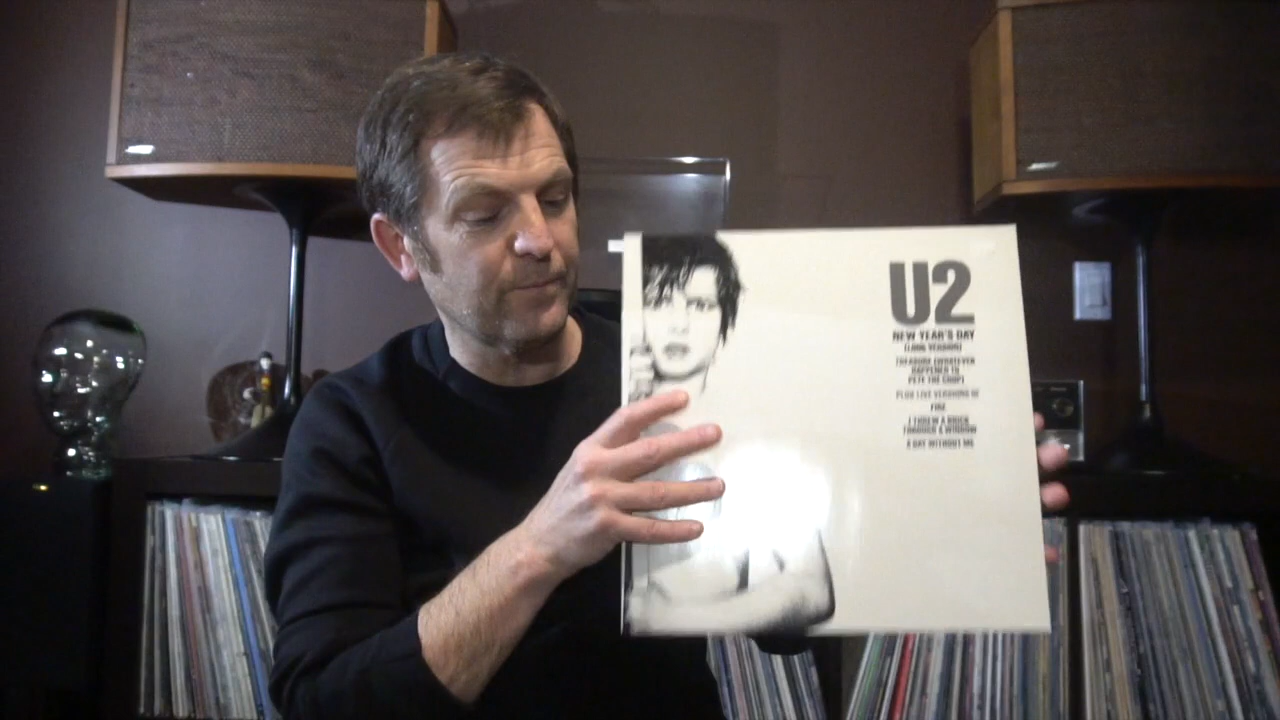 U2
NEW YEAR'S DAY
(LONG VERSION)
TREASURE (WHATEVER
HAPPENED TO
PETE THE CHOP)
PLUS LIVE VERSIONS OF
FIRE
I THREW A BRICK
THROUGH A WINDOW
A DAY WITHOUT ME